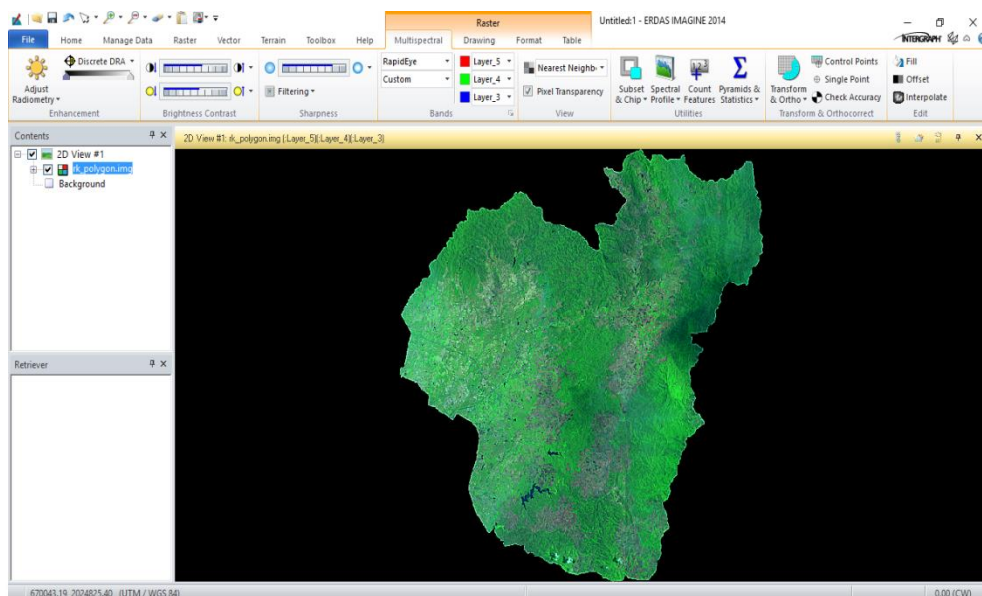 Raster
Untitled:1 - ERDAS IMAGINE 2014
File Home Manage Data Raster Vector Terrain Toolbox Help Multispectral Drawing Format Table INTERGRAPH
Discrete DRA RapidEye Layer_5 Nearest Neighb Control Points Fill
Adjust Radiometry Custom Layer_4 Subset & Chip Spectral Profile Count Features Pyramids & Statistics Transform & Ortho Single Point Offset
Filtering Layer_3 Pixel Transparency Check Accuracy Interpolate
Enhancement Brightness Contrast Sharpness Bands View Utilities Transform & Orthocorrect Edit
Contents
2D View #1: rk_polygon.img (:Layer_5)(:Layer_4)(:Layer_3)
2D View #1
rk_polygon.img
Background
Retriever
670043.19, 2024825.40 (UTM / WGS 84) 0.00 (CW)